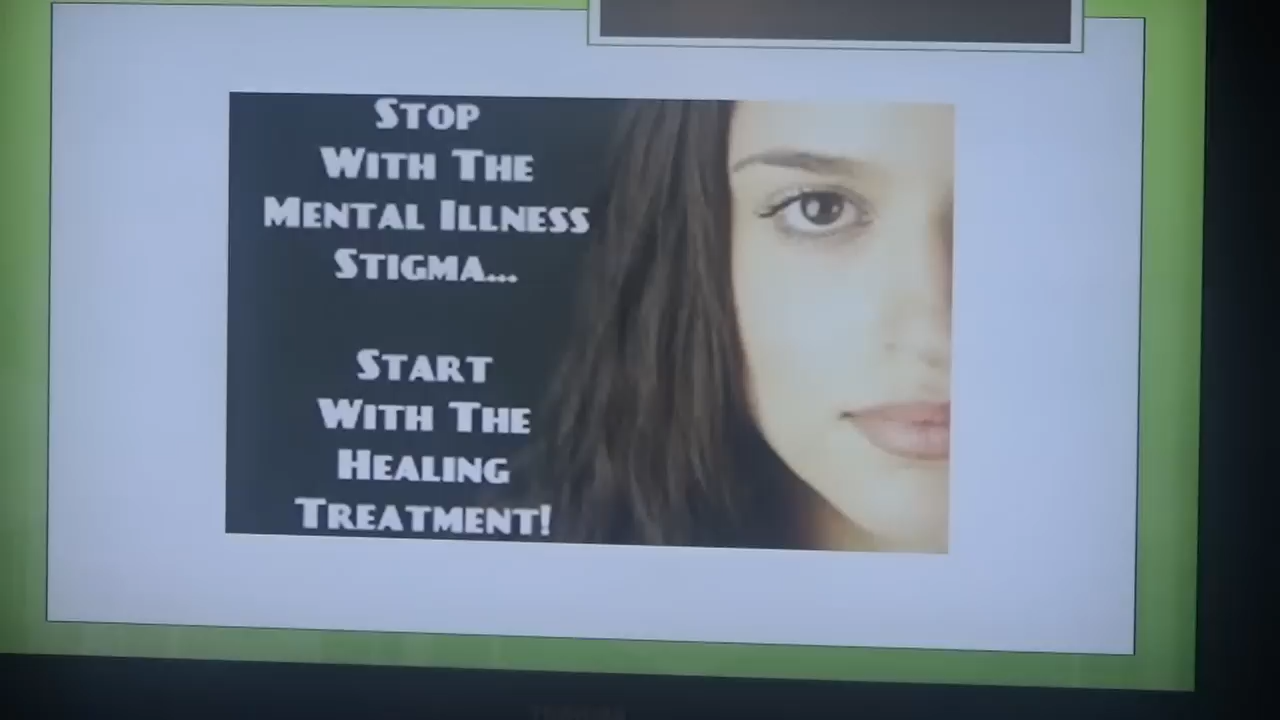 STOP
WITH THE
MENTAL ILLNESS
STIGMA...
START
WITH THE
HEALING
TREATMENT!